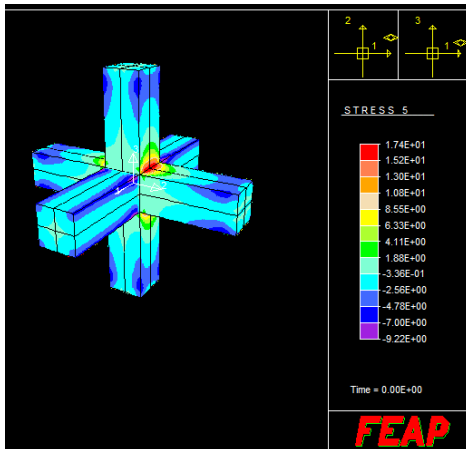 2
1
3
1
STRESS 5
1.74E+01
1.52E+01
1.30E+01
1.08E+01
8.55E+00
6.33E+00
4.11E+00
1.88E+00
-3.36E-01
-2.56E+00
-4.78E+00
-7.00E+00
-9.22E+00
1
2
Time = 0.00E+00
FEAP